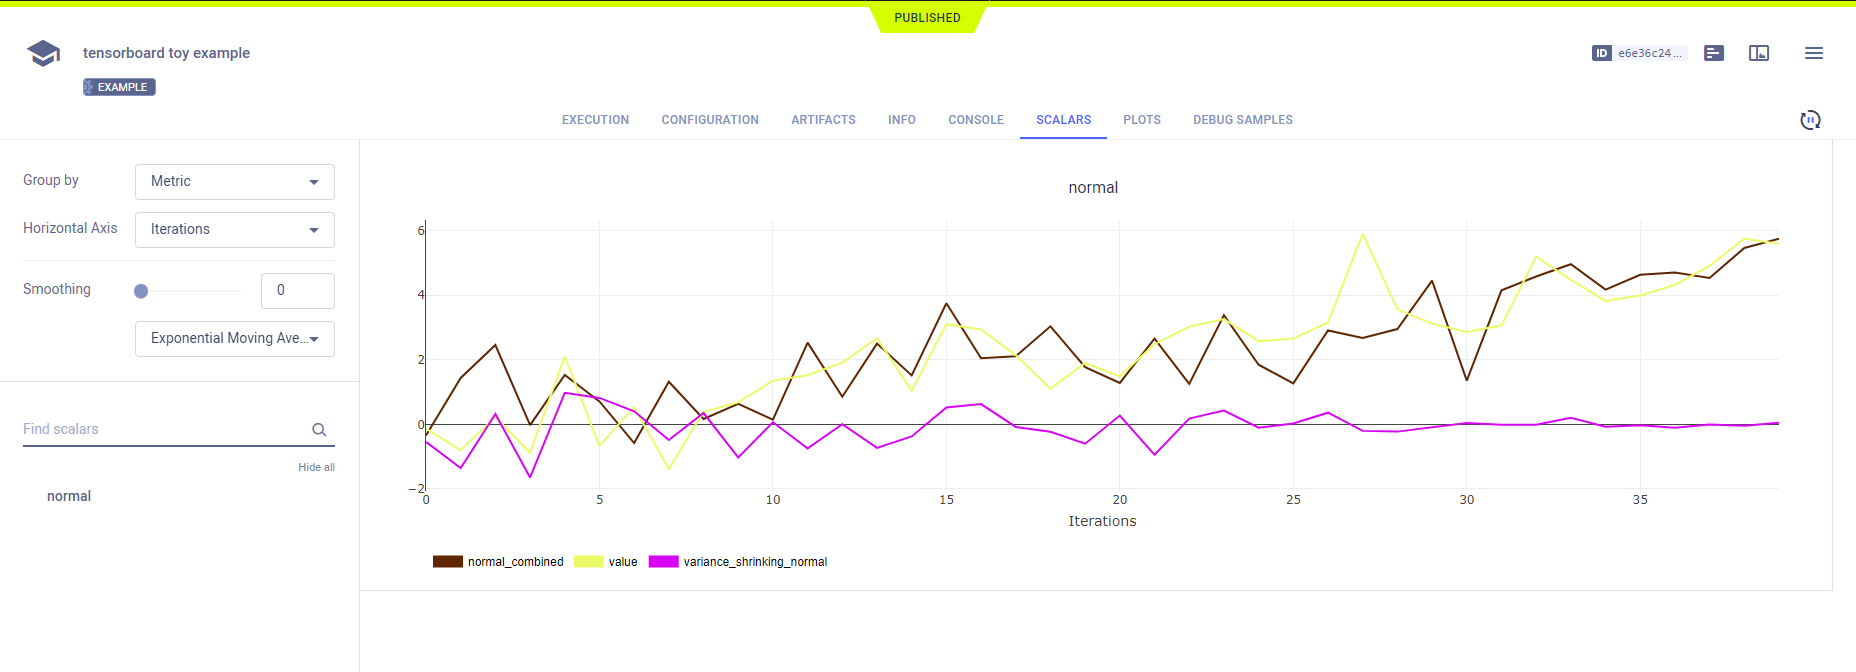 PUBLISHED
tensorboard toy example
ID e6e36c24...
EXAMPLE
EXECUTION CONFIGURATION ARTIFACTS INFO CONSOLE SCALARS PLOTS DEBUG SAMPLES
Group by Metric
Horizontal Axis Iterations
Smoothing 0
Exponential Moving Ave...
Find scalars
Hide all
normal
normal
6
4
2
0
−2
0 5 10 15 20 25 30 35
Iterations
normal_combined value variance_shrinking_normal